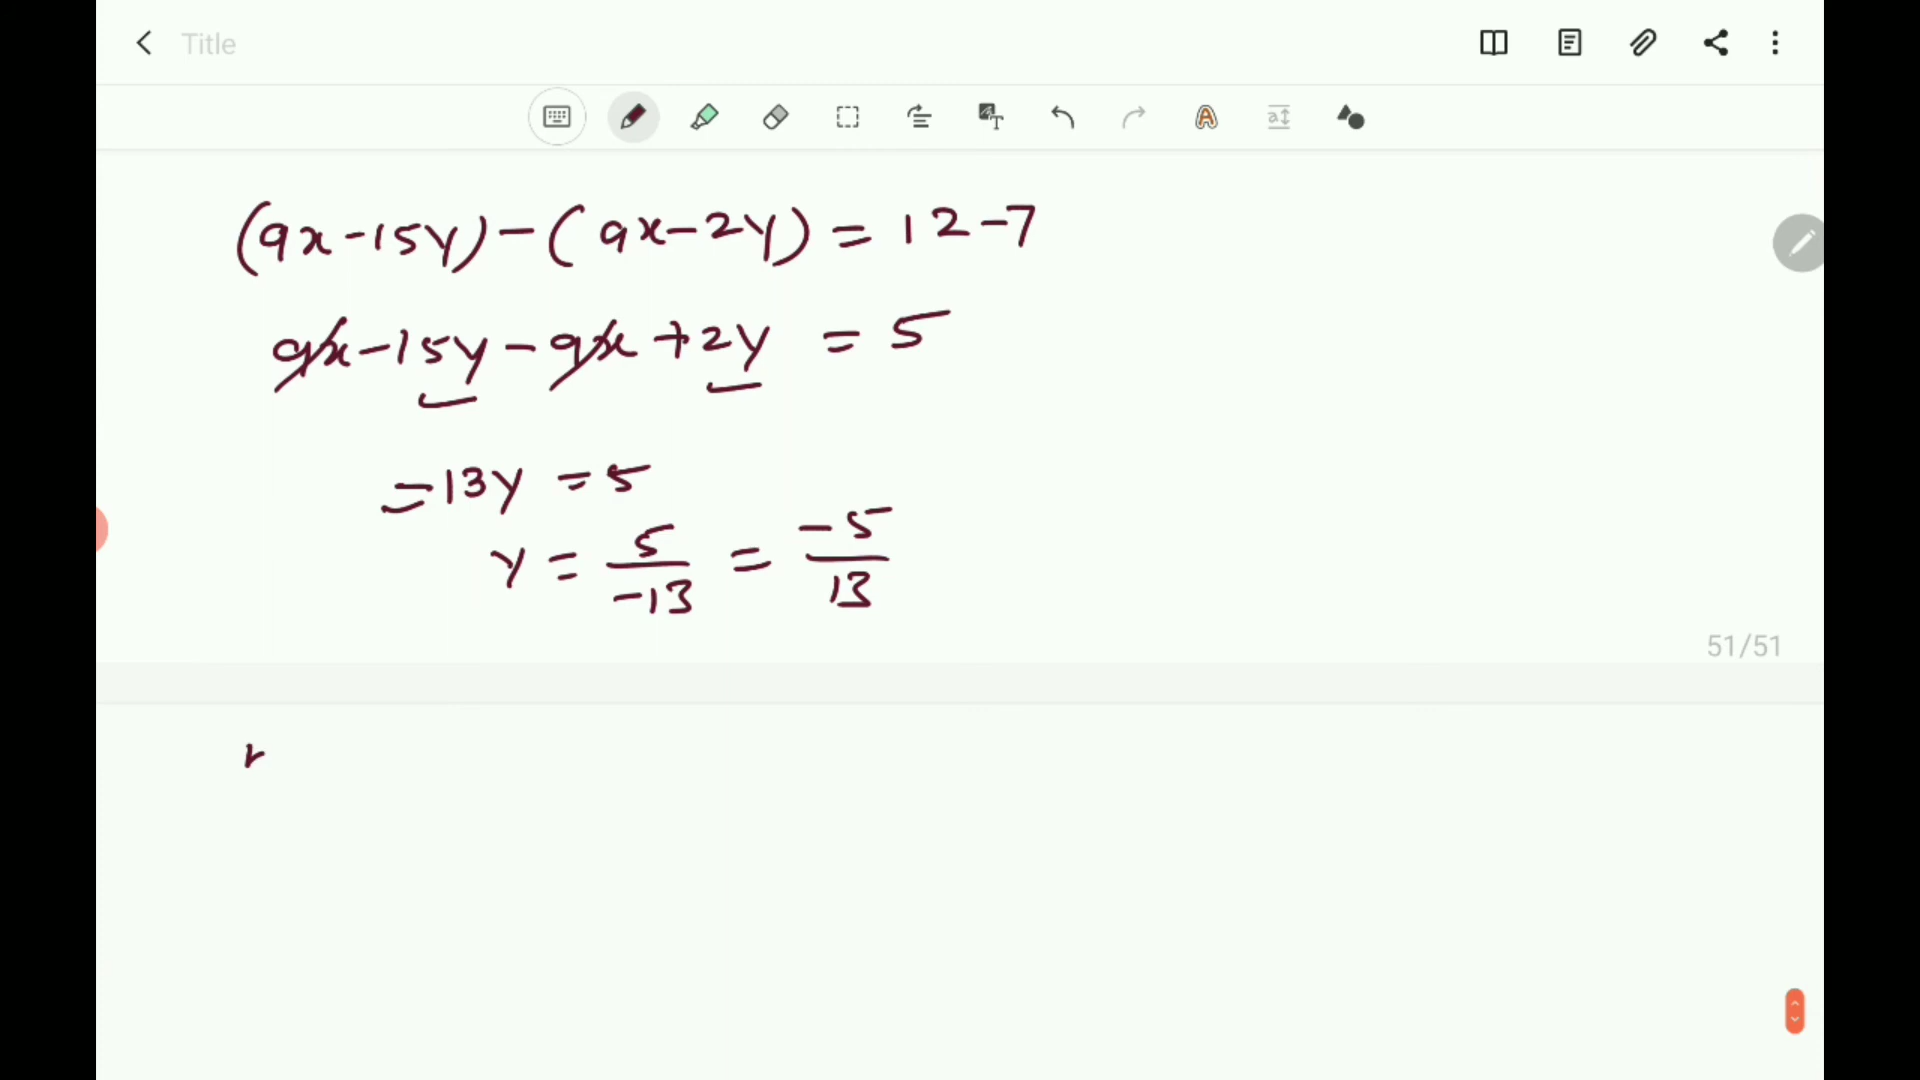 Title
(9x-15y)-(9x-2y) = 12-7
9x-15y-9x+2y = 5
=13y = 5
y = 5/-13 = -5/13
51/51